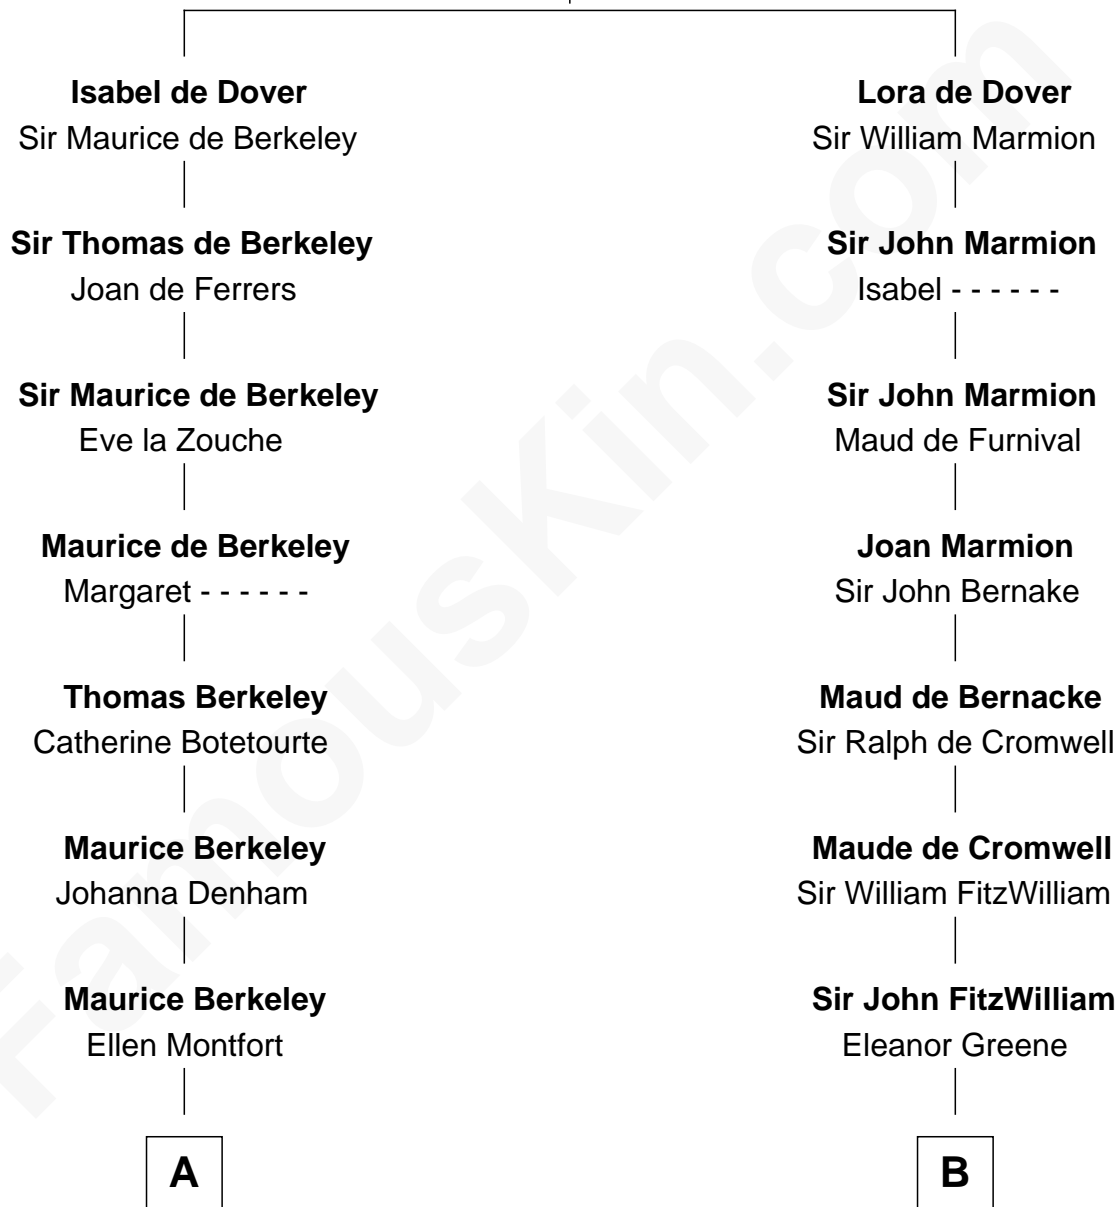 Isabel de Dover
Sir Maurice de Berkeley
Sir Thomas de Berkeley
Joan de Ferrers
Sir Maurice de Berkeley
Eve la Zouche
Maurice de Berkeley
Margaret - - - - - -
Thomas Berkeley
Catherine Botetourte
Maurice Berkeley
Johanna Denham
Maurice Berkeley
Ellen Montfort
A
Lora de Dover
Sir William Marmion
Sir John Marmion
Isabel - - - - - -
Sir John Marmion
Maud de Furnival
Joan Marmion
Sir John Bernake
Maud de Bernacke
Sir Ralph de Cromwell
Maude de Cromwell
Sir William FitzWilliam
Sir John FitzWilliam
Eleanor Greene
B
FamousKin.com